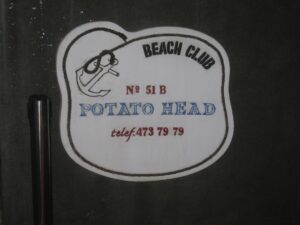 BEACH CLUB
Nº 51 B
POTATO HEAD
telef: 473 79 79